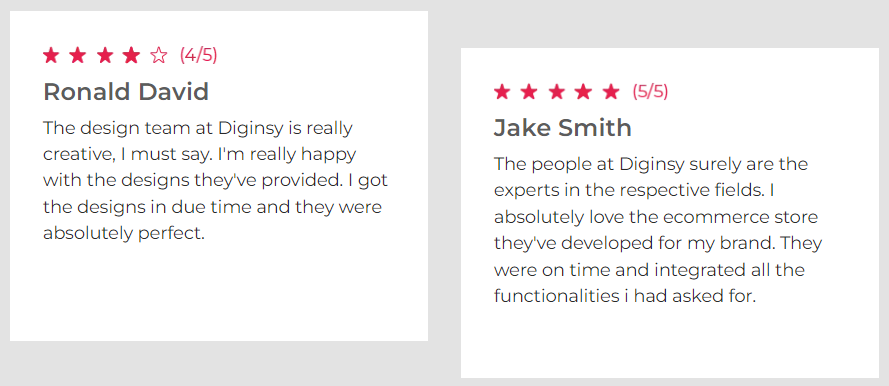 (4/5)
Ronald David
The design team at Diginsy is really
creative, I must say. I'm really happy
with the designs they've provided. I got
the designs in due time and they were
absolutely perfect.
(5/5)
Jake Smith
The people at Diginsy surely are the
experts in the respective fields. I
absolutely love the ecommerce store
they've developed for my brand. They
were on time and integrated all the
functionalities i had asked for.